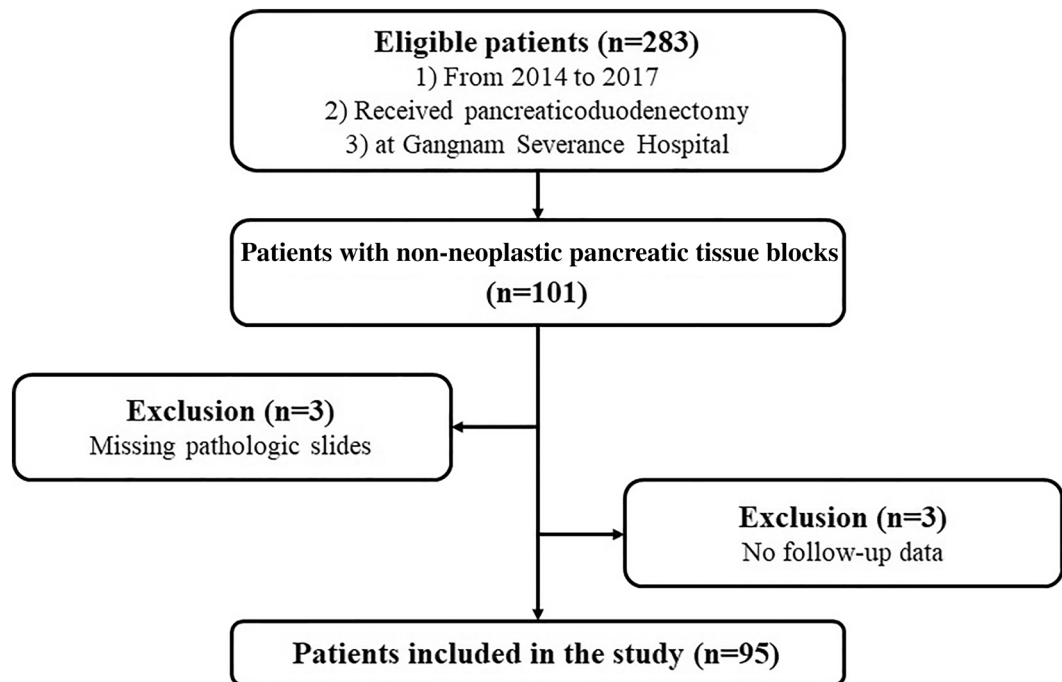 Eligible patients (n=283)
1) From 2014 to 2017
2) Received pancreaticoduodenectomy
3) at Gangnam Severance Hospital
Patients with non-neoplastic pancreatic tissue blocks
(n=101)
Exclusion (n=3)
Missing pathologic slides
Exclusion (n=3)
No follow-up data
Patients included in the study (n=95)